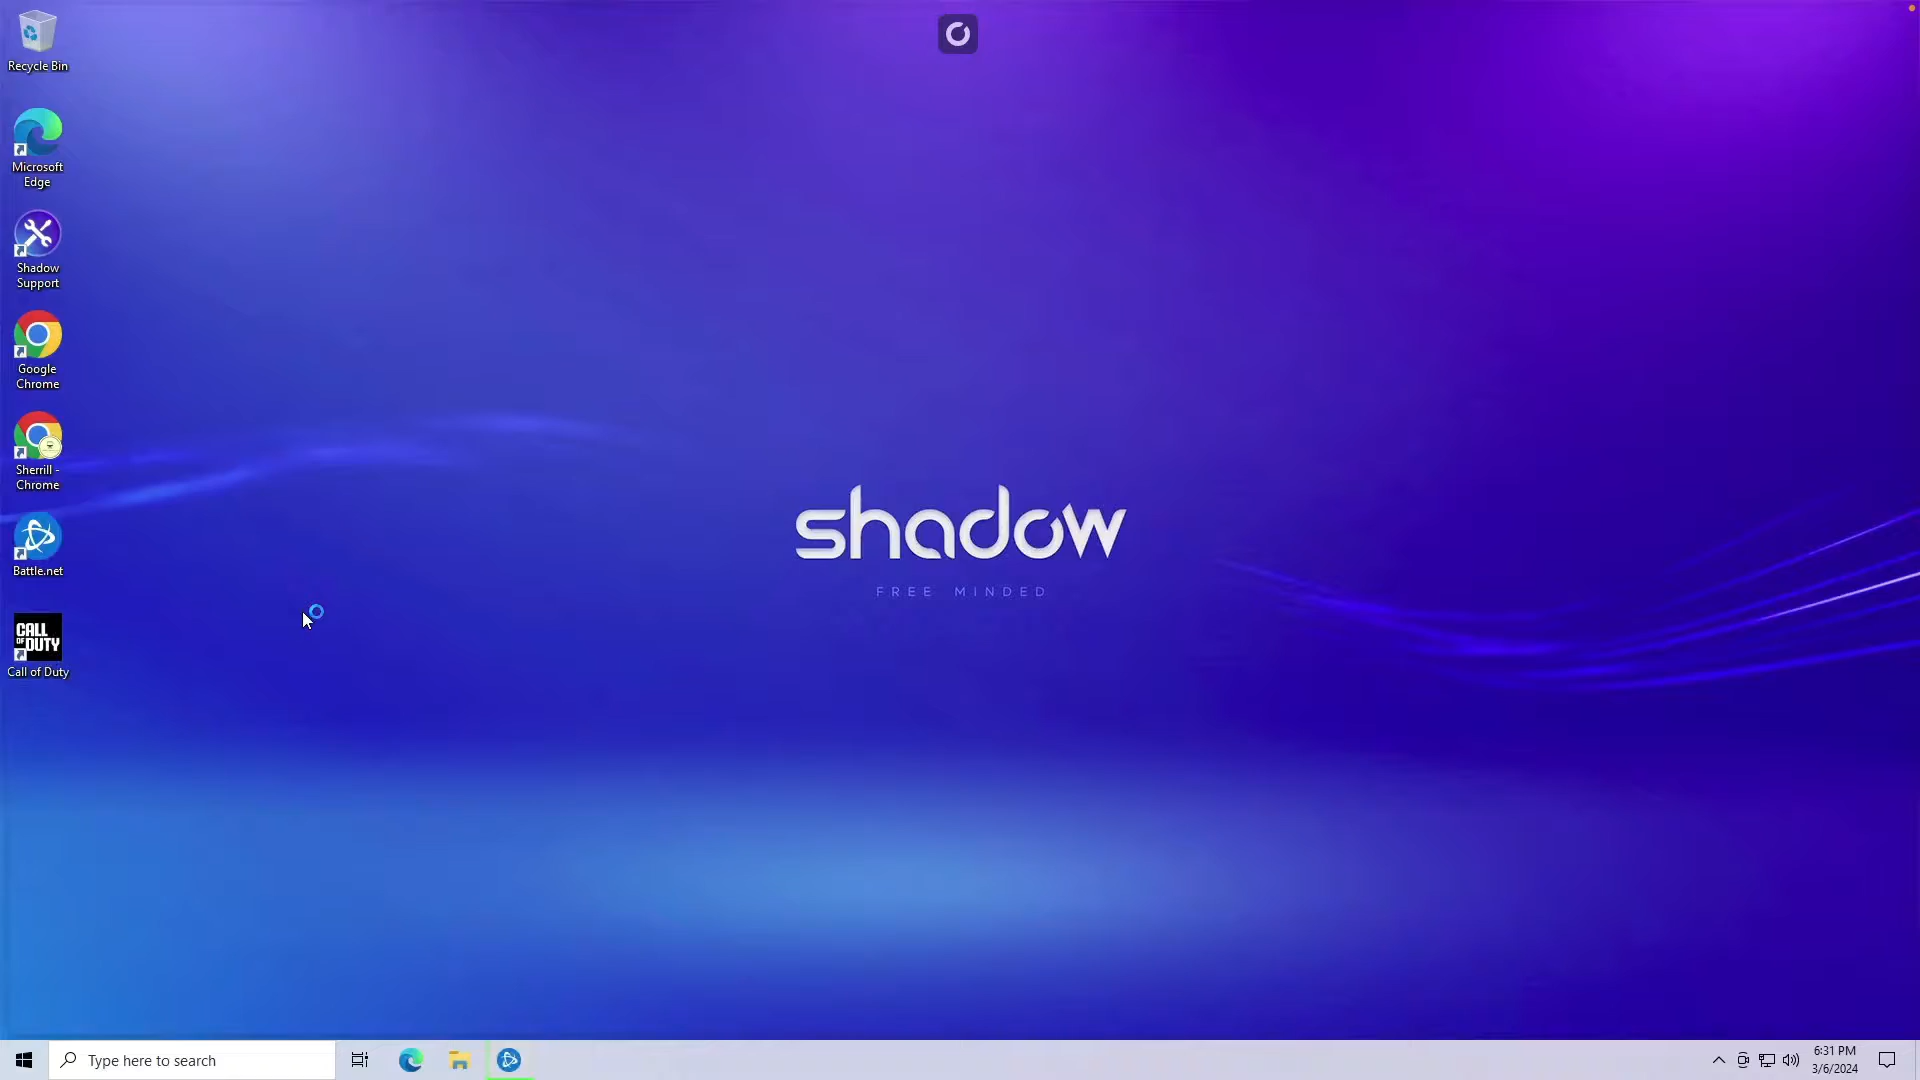 Recycle Bin
Microsoft
Edge
Shadow
Support
Google
Chrome
Sherrill -
Chrome
Battle.net
CALL
OF DUTY
Call of Duty
shadow
FREE MINDED
Type here to search
6:31 PM
3/6/2024